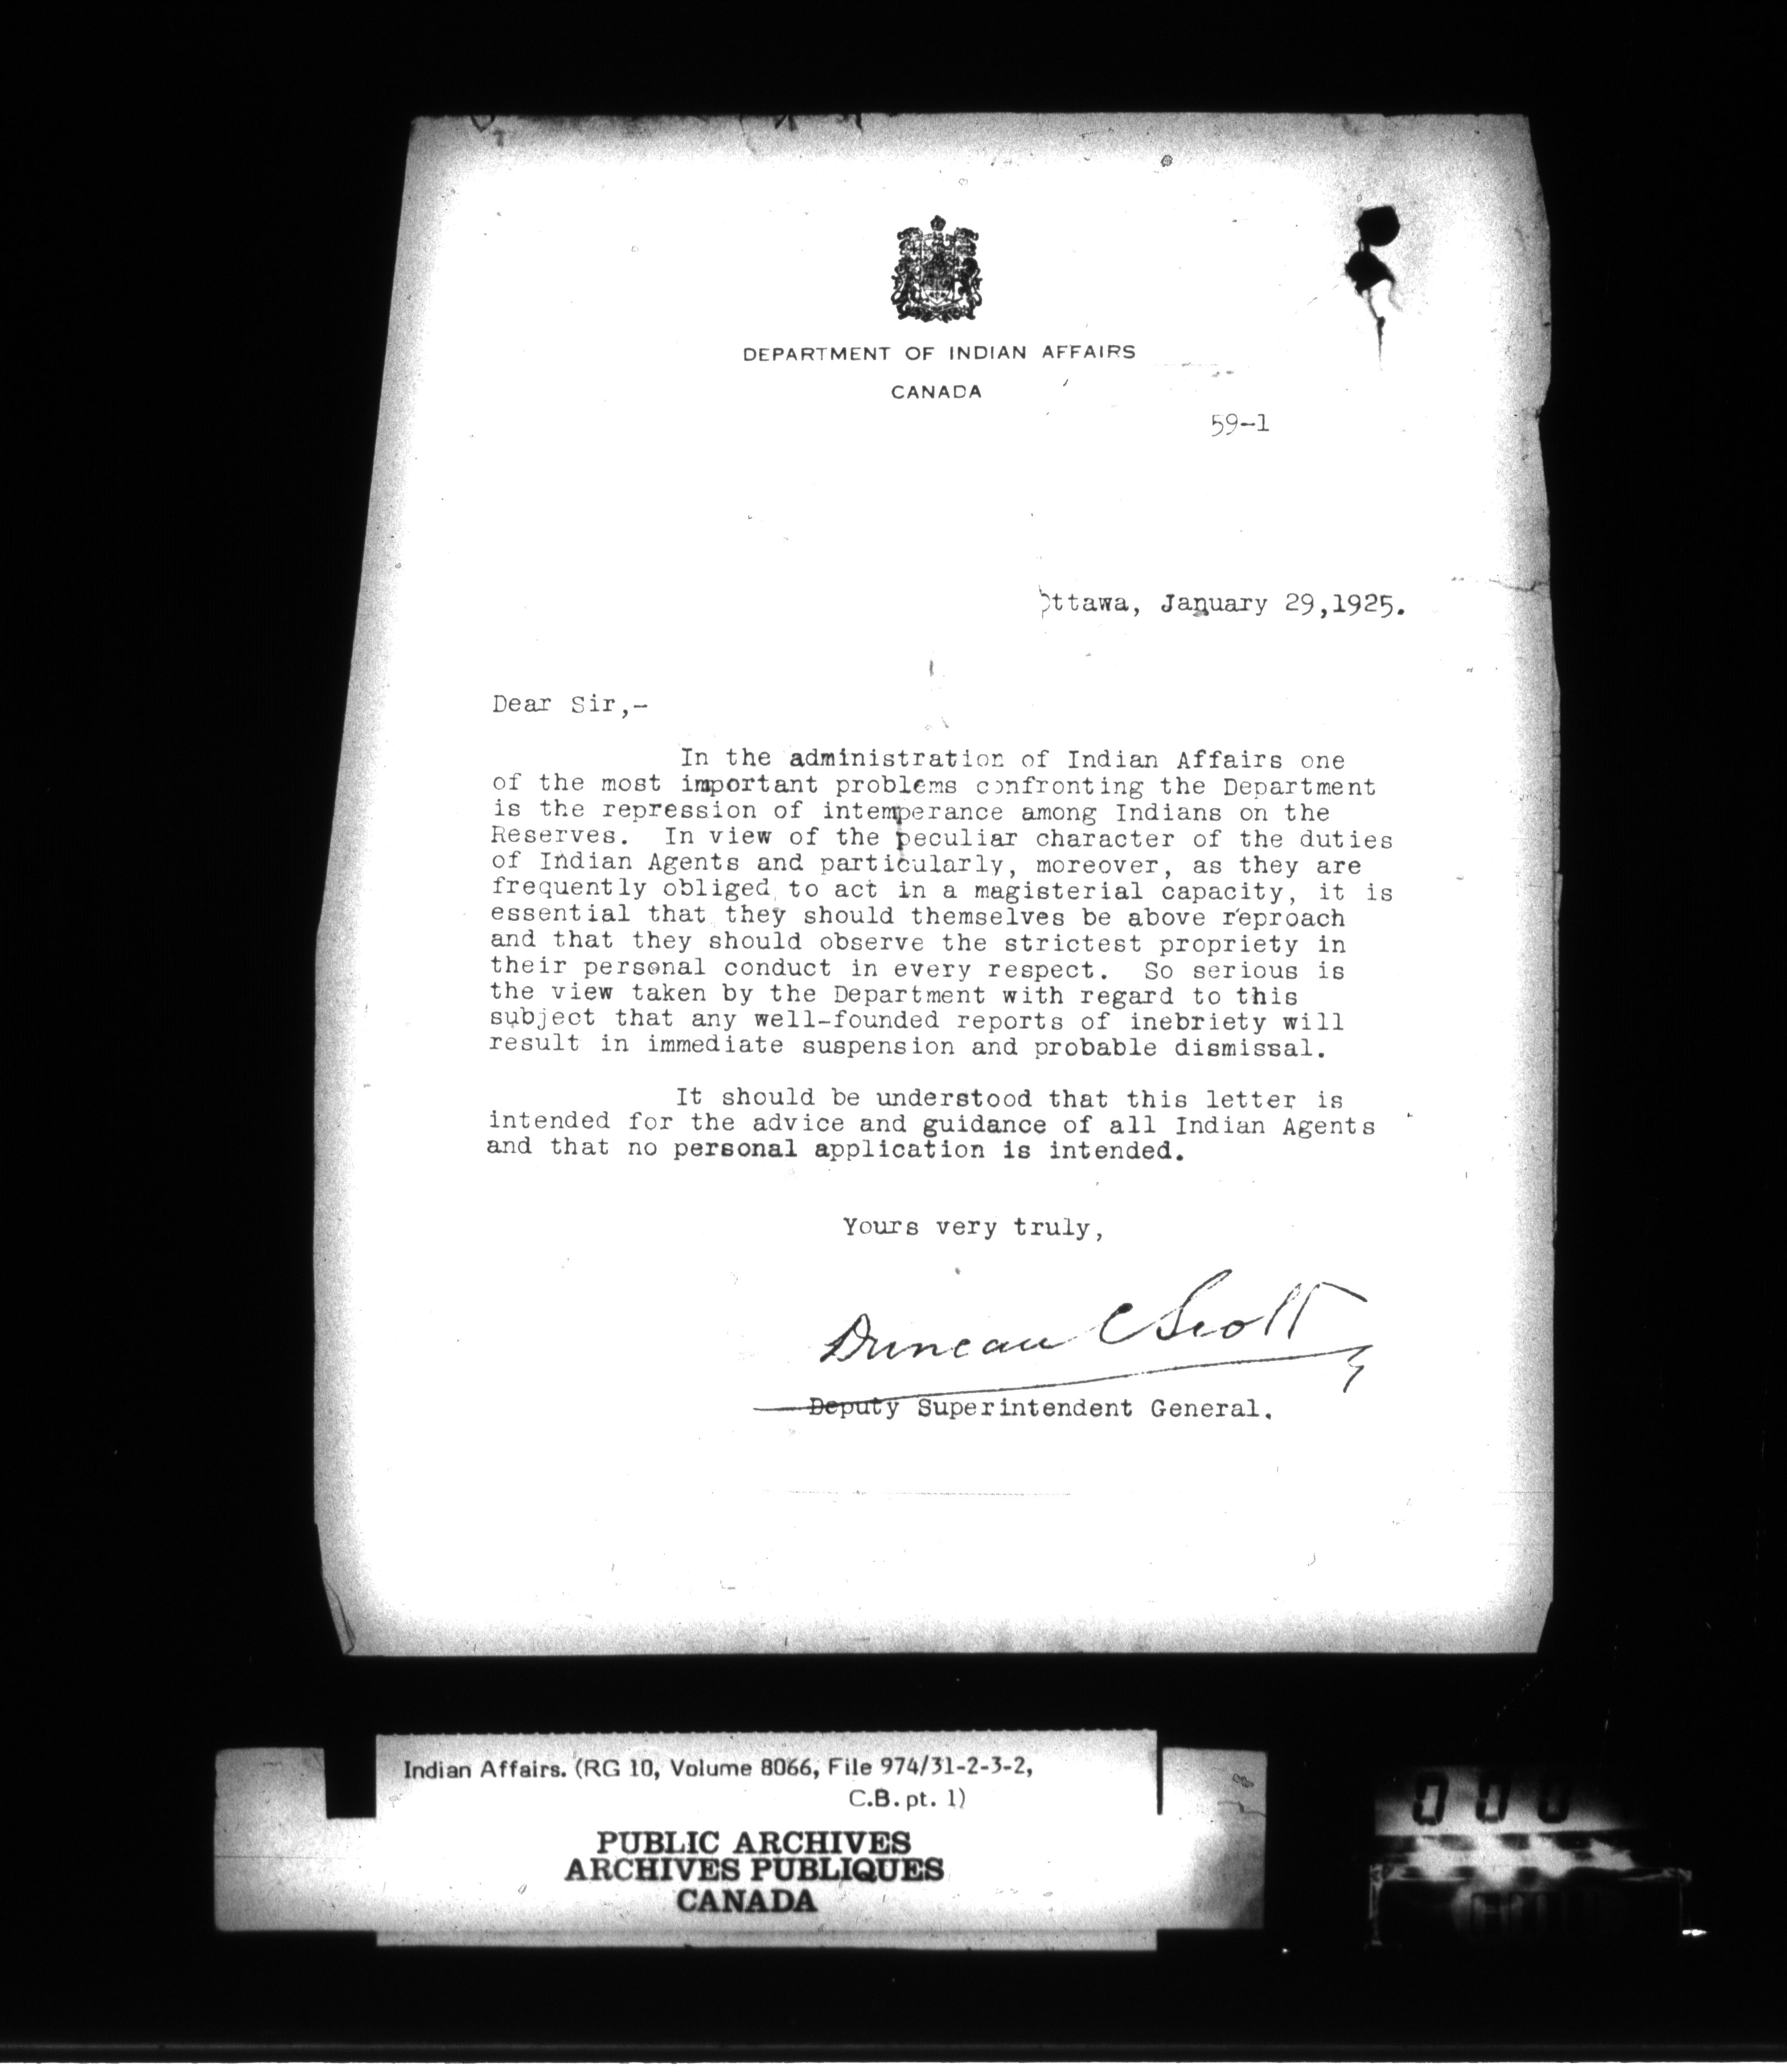 DEPARTMENT OF INDIAN AFFAIRS
CANADA
59-1
Ottawa, January 29,1925.
Dear Sir,-
In the administration of Indian Affairs one
of the most important problems confronting the Department
is the repression of intemperance among Indians on the
Reserves. In view of the peculiar character of the duties
of Indian Agents and particularly, moreover, as they are
frequently obliged to act in a magisterial capacity, it is
essential that they should themselves be above reproach
and that they should observe the strictest propriety in
their personal conduct in every respect. So serious is
the view taken by the Department with regard to this
subject that any well-founded reports of inebriety will
result in immediate suspension and probable dismissal.
It should be understood that this letter is
intended for the advice and guidance of all Indian Agents
and that no personal application is intended.
Yours very truly,
Duncan C Scott
Deputy Superintendent General.
Indian Affairs. (RG 10, Volume 8066, File 974/31-2-3-2,
C.B. pt. 1)
PUBLIC ARCHIVES
ARCHIVES PUBLIQUES
CANADA
000